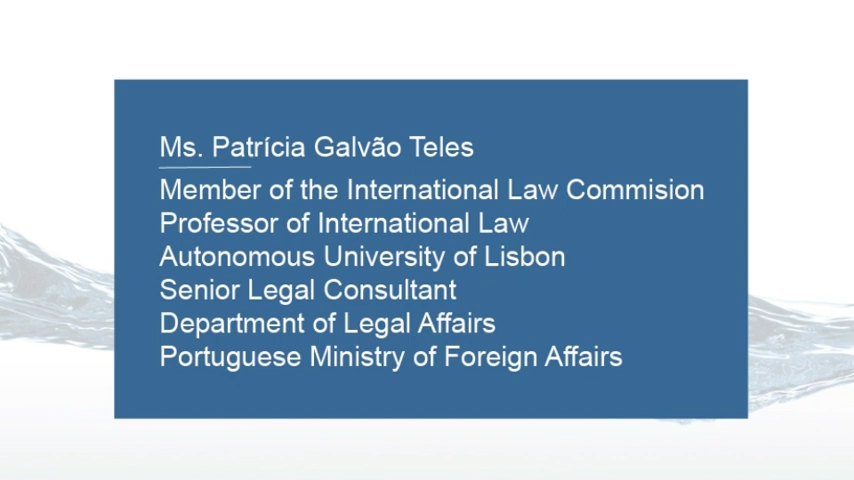 Ms. Patrícia Galvão Teles
Member of the International Law Commision
Professor of International Law
Autonomous University of Lisbon
Senior Legal Consultant
Department of Legal Affairs
Portuguese Ministry of Foreign Affairs